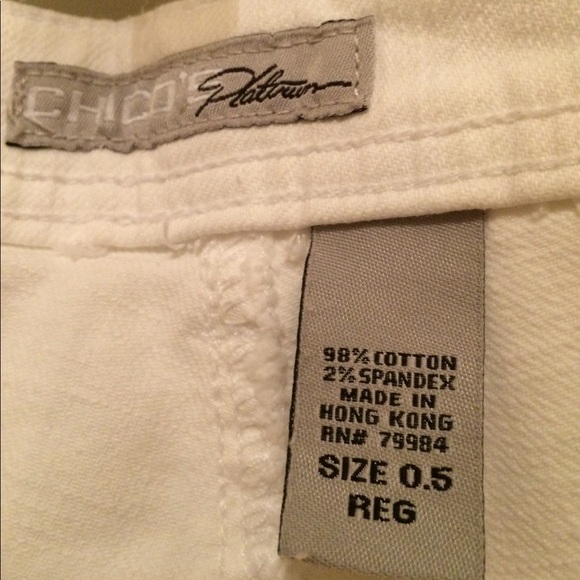 CHICO'S Platinum
98% COTTON
2% SPANDEX
MADE IN
HONG KONG
RN# 79984
SIZE 0.5
REG